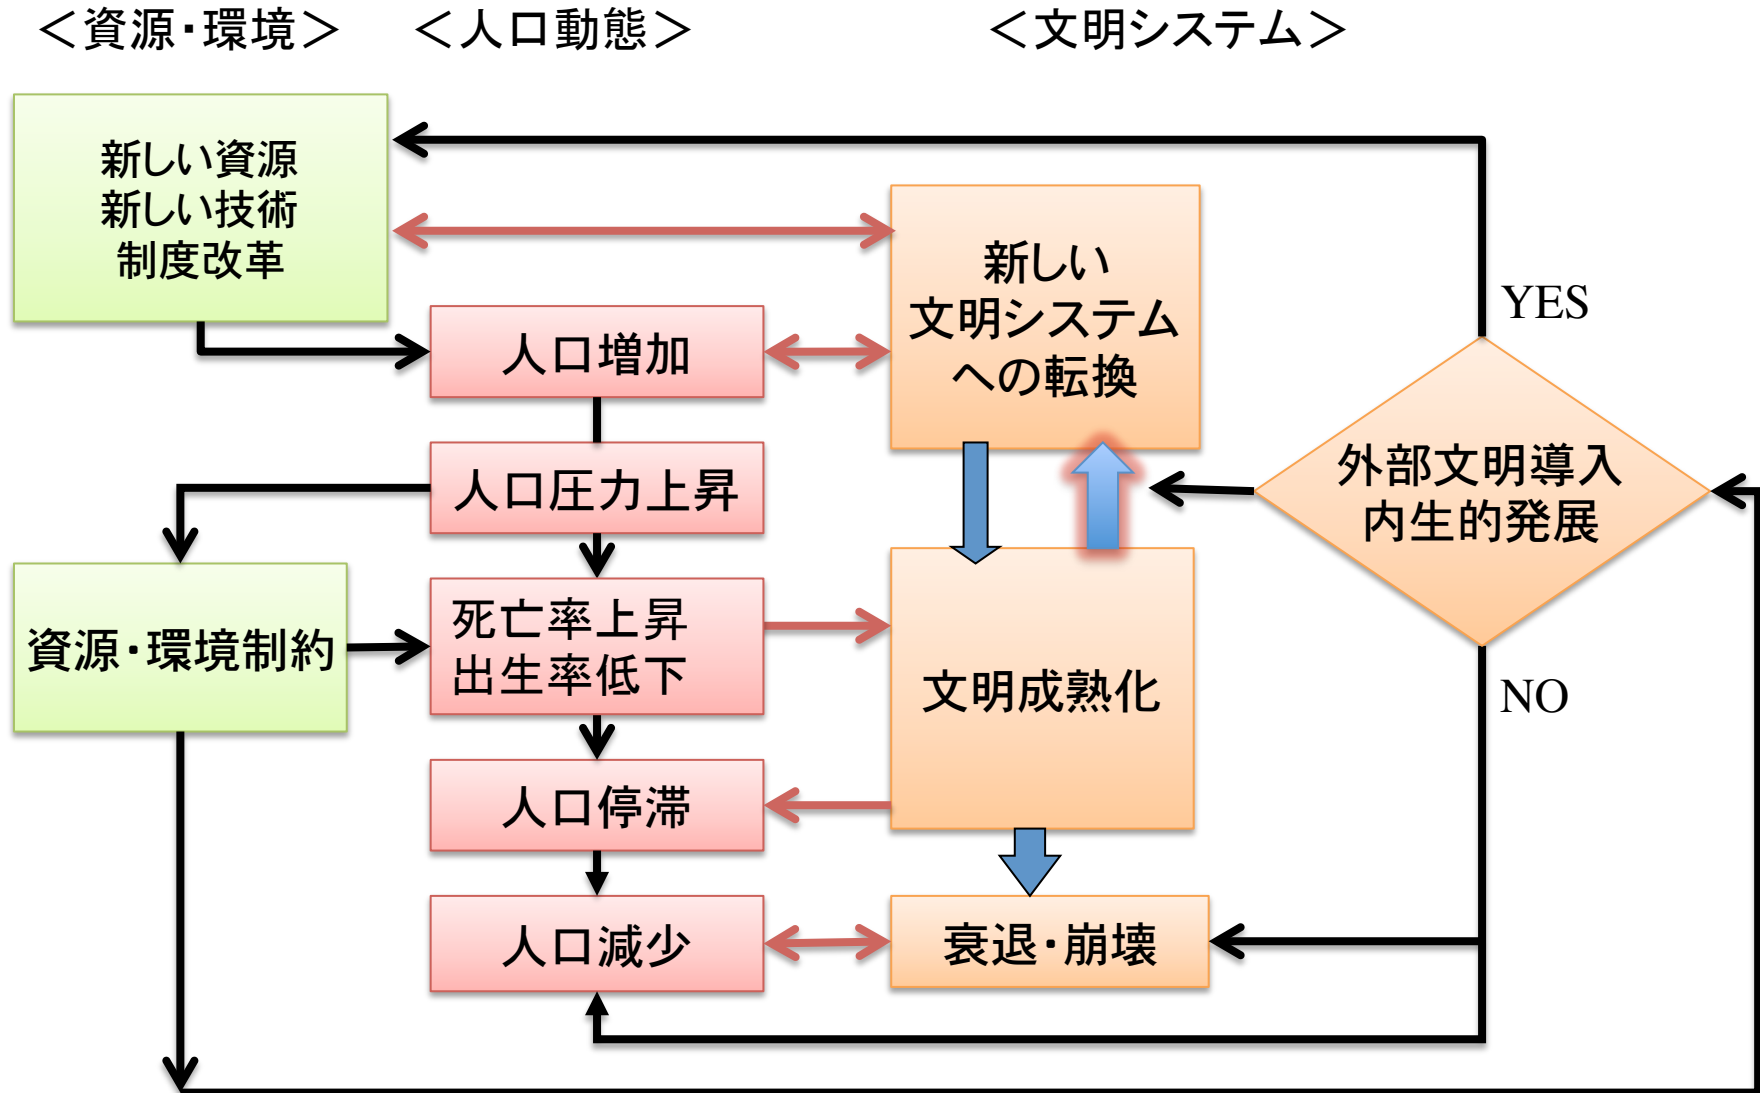 ＜資源・環境＞
＜人口動態＞
＜文明システム＞
新しい資源
新しい技術
制度改革
新しい
文明システム
への転換
YES
人口増加
外部文明導入
内生的発展
人口圧力上昇
死亡率上昇
出生率低下
資源・環境制約
文明成熟化
NO
人口停滞
人口減少
衰退・崩壊